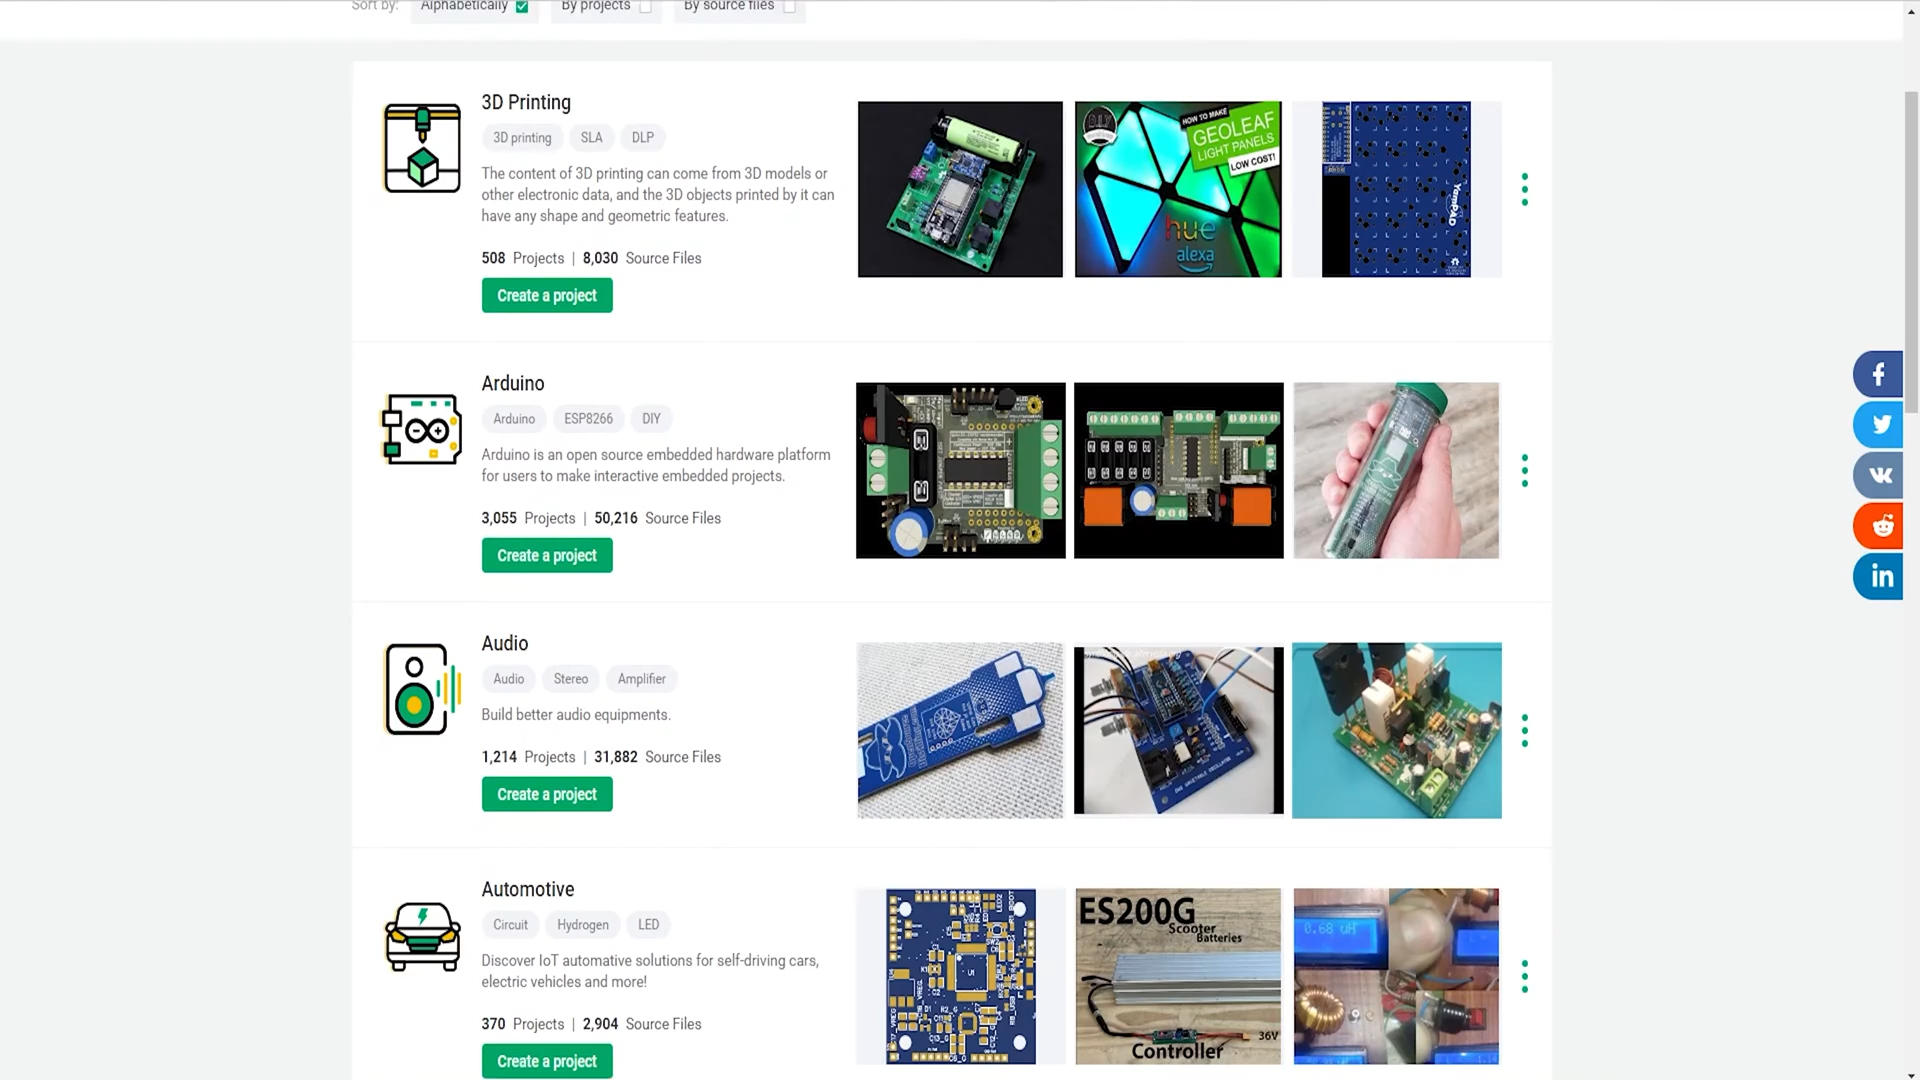 Sort by: Alphabetically By projects By source files
3D Printing
3D printing SLA DLP
The content of 3D printing can come from 3D models or
other electronic data, and the 3D objects printed by it can
have any shape and geometric features.
508 Projects | 8,030 Source Files
Create a project
HOW TO MAKE
GEOLEAF
LIGHT PANELS
LOW COST!
hue
alexa
YamPAD
Arduino
Arduino ESP8266 DIY
Arduino is an open source embedded hardware platform
for users to make interactive embedded projects.
3,055 Projects | 50,216 Source Files
Create a project
Audio
Audio Stereo Amplifier
Build better audio equipments.
1,214 Projects | 31,882 Source Files
Create a project
Automotive
Circuit Hydrogen LED
Discover IoT automotive solutions for self-driving cars,
electric vehicles and more!
370 Projects | 2,904 Source Files
Create a project
U1
ES200G
Scooter
Batteries
36V
Controller
0.68 uH
f
in